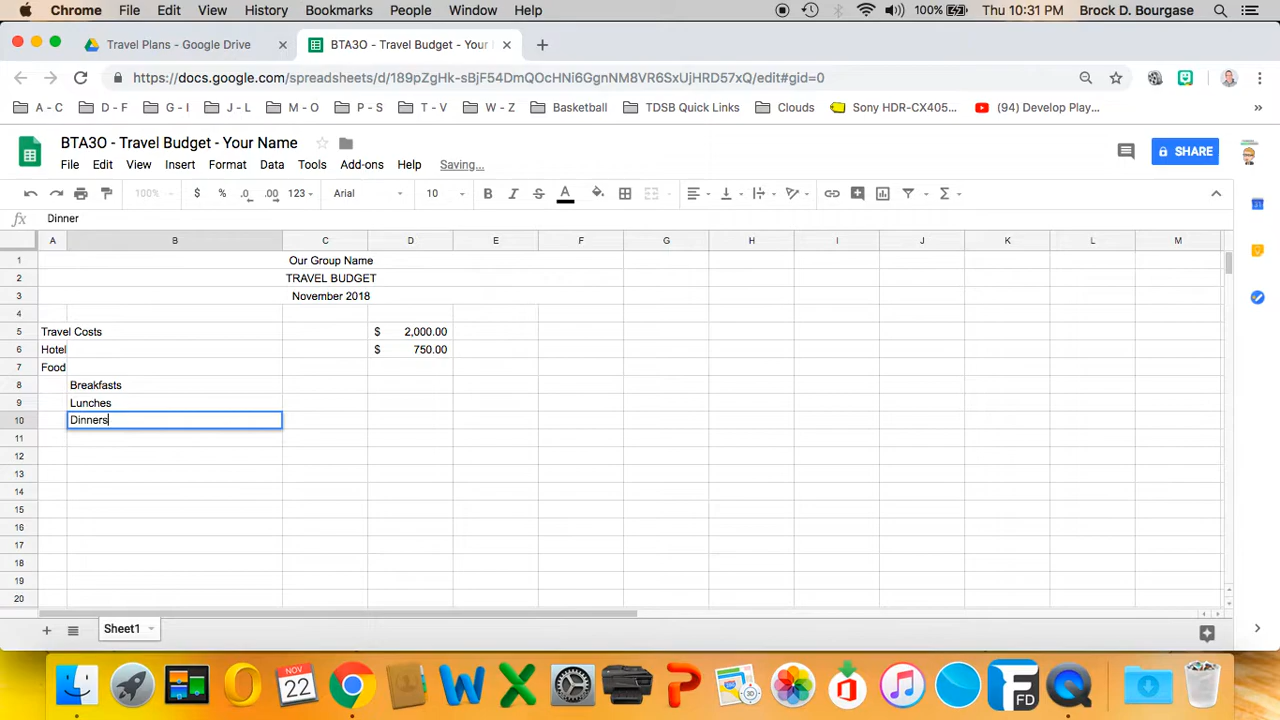 Chrome File Edit View History Bookmarks People Window Help 100% Thu 10:31 PM Brock D. Bourgase
Travel Plans - Google Drive BTA3O - Travel Budget - Your
https://docs.google.com/spreadsheets/d/189pZgHk-sBjF54DmQOcHNi6GgnNM8VR6SxUjHRD57xQ/edit#gid=0
A - C D - F G - I J - L M - O P - S T - V W - Z Basketball TDSB Quick Links Clouds Sony HDR-CX405... (94) Develop Play... »
BTA3O - Travel Budget - Your Name
File Edit View Insert Format Data Tools Add-ons Help Saving... SHARE
100% $ % .0 .00 123 Arial 10 B I S A Σ
fx Dinner
A B C D E F G H I J K L M
1 Our Group Name
2 TRAVEL BUDGET
3 November 2018
4
5 Travel Costs $ 2,000.00
6 Hotel $ 750.00
7 Food
8 Breakfasts
9 Lunches
10 Dinners
11
12
13
14
15
16
17
18
19
20
+ Sheet1
NOV 22 W X P FD